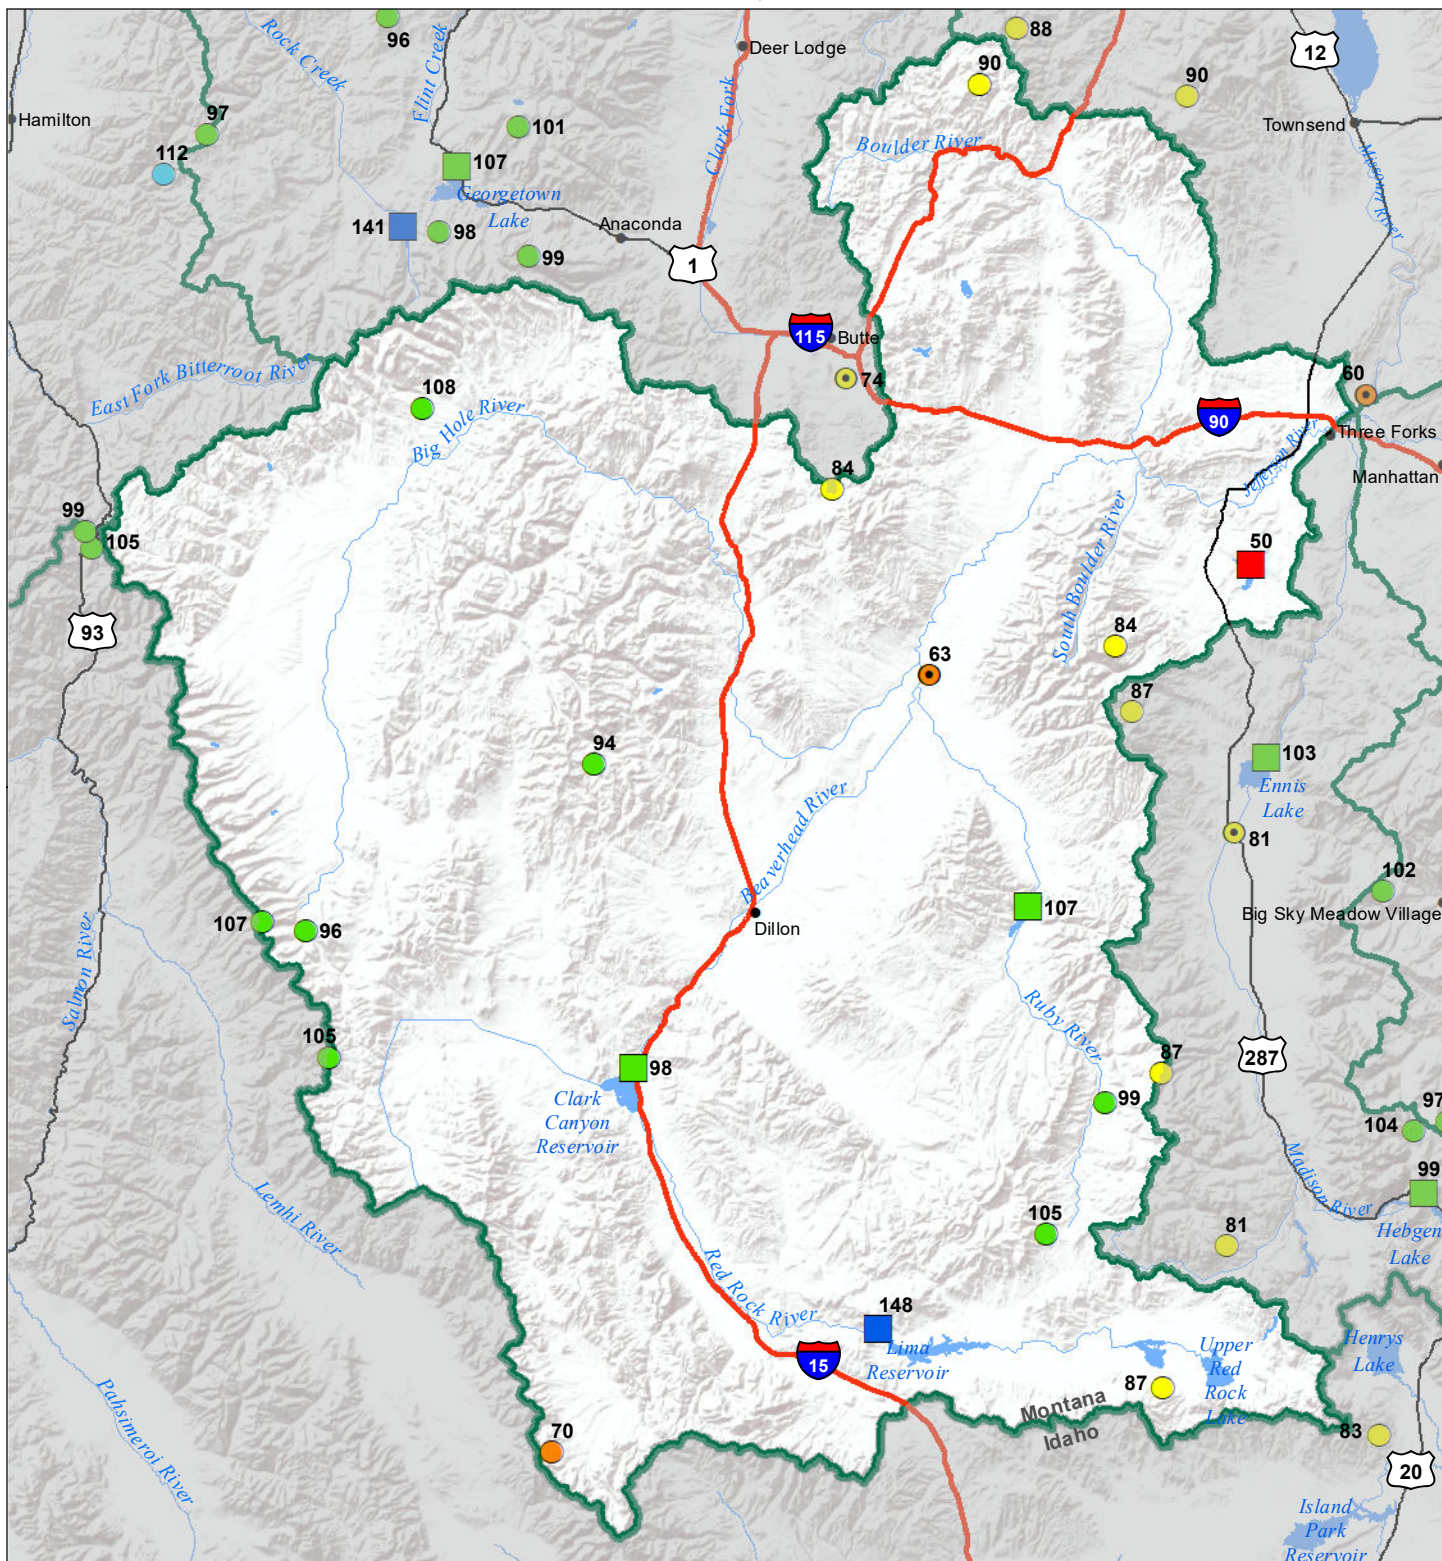 96
88
Deer Lodge
12
Rock Creek
Flint Creek
90
90
Hamilton
97
101
Townsend
112
107
Clark Fork
Boulder River
Missouri River
Georgetown
Lake
141
98
Anaconda
99
1
115
Butte
74
East Fork Bitterroot River
108
60
Big Hole River
90
Three Forks
Jefferson River
Manhattan
84
99
105
50
South Boulder River
93
84
63
87
94
103
Ennis
Lake
Beaverhead River
81
102
107
96
107
Big Sky Meadow Village
Dillon
Salmon River
Ruby River
105
98
87
287
Clark
Canyon
Reservoir
99
97
104
Madison River
99
Lemhi River
105
81
Hebgen
Lake
Red Rock River
148
Lima
Reservoir
15
Upper
Red
Rock
Lake
Henrys
Lake
87
Montana
Idaho
Pahsimeroi River
70
83
20
Island
Park
Reservoir